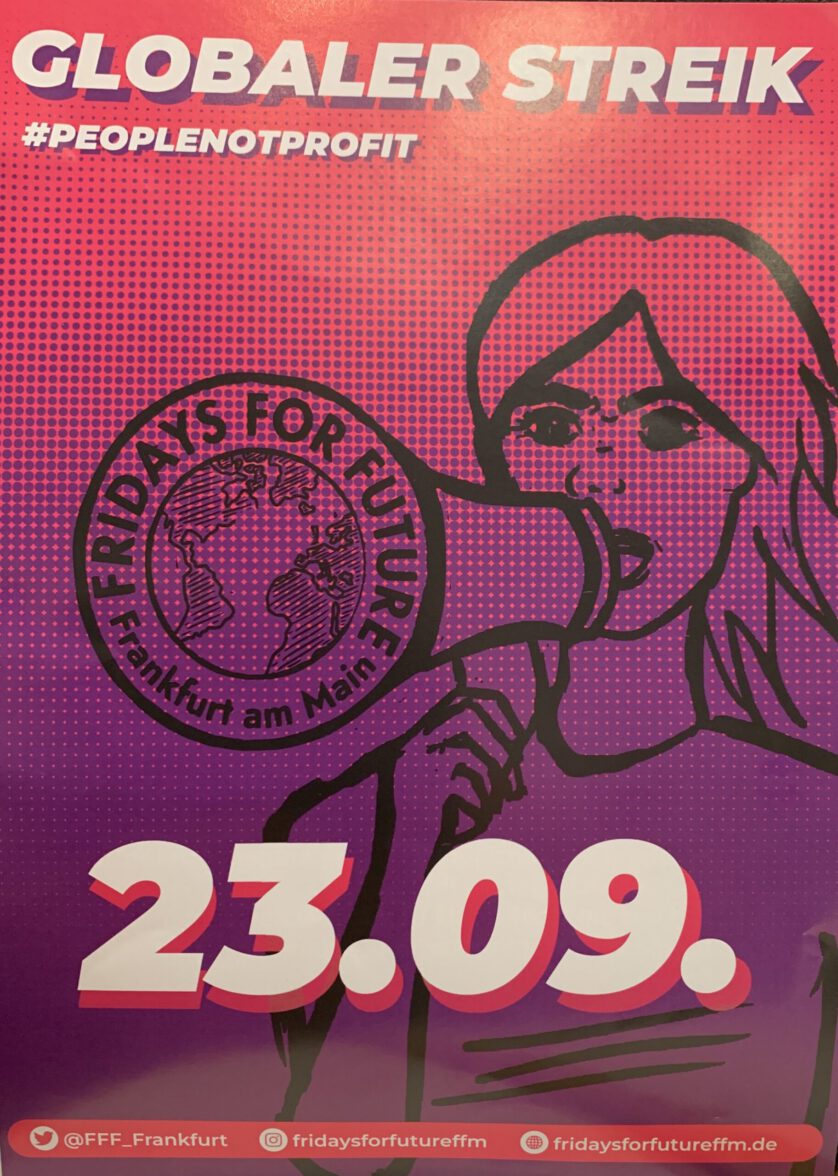 GLOBALER STREIK
#PEOPLENOTPROFIT
FRIDAYS FOR FUTURE
Frankfurt am Main
23.09.
@FFF_Frankfurt fridaysforfutureffm fridaysforfutureffm.de